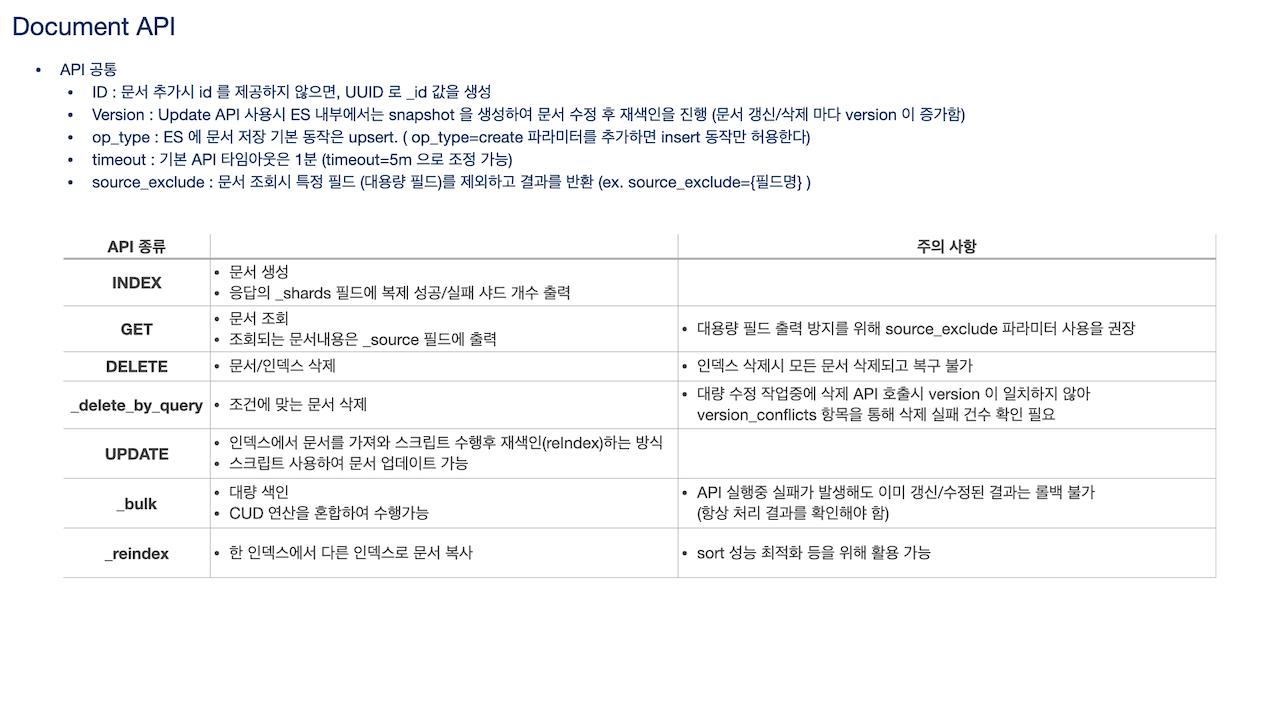 Document API
• API 공통
• ID : 문서 추가시 id 를 제공하지 않으면, UUID 로 _id 값을 생성
• Version : Update API 사용시 ES 내부에서는 snapshot 을 생성하여 문서 수정 후 재색인을 진행 (문서 갱신/삭제 마다 version 이 증가함)
• op_type : ES 에 문서 저장 기본 동작은 upsert. ( op_type=create 파라미터를 추가하면 insert 동작만 허용한다)
• timeout : 기본 API 타임아웃은 1분 (timeout=5m 으로 조정 가능)
• source_exclude : 문서 조회시 특정 필드 (대용량 필드)를 제외하고 결과를 반환 (ex. source_exclude={필드명} )
API 종류
주의 사항
INDEX
• 문서 생성
• 응답의 _shards 필드에 복제 성공/실패 샤드 개수 출력
GET
• 문서 조회
• 조회되는 문서내용은 _source 필드에 출력
• 대용량 필드 출력 방지를 위해 source_exclude 파라미터 사용을 권장
DELETE
• 문서/인덱스 삭제
• 인덱스 삭제시 모든 문서 삭제되고 복구 불가
_delete_by_query
• 조건에 맞는 문서 삭제
• 대량 수정 작업중에 삭제 API 호출시 version 이 일치하지 않아
version_conflicts 항목을 통해 삭제 실패 건수 확인 필요
UPDATE
• 인덱스에서 문서를 가져와 스크립트 수행후 재색인(reIndex)하는 방식
• 스크립트 사용하여 문서 업데이트 가능
_bulk
• 대량 색인
• CUD 연산을 혼합하여 수행가능
• API 실행중 실패가 발생해도 이미 갱신/수정된 결과는 롤백 불가
(항상 처리 결과를 확인해야 함)
_reindex
• 한 인덱스에서 다른 인덱스로 문서 복사
• sort 성능 최적화 등을 위해 활용 가능